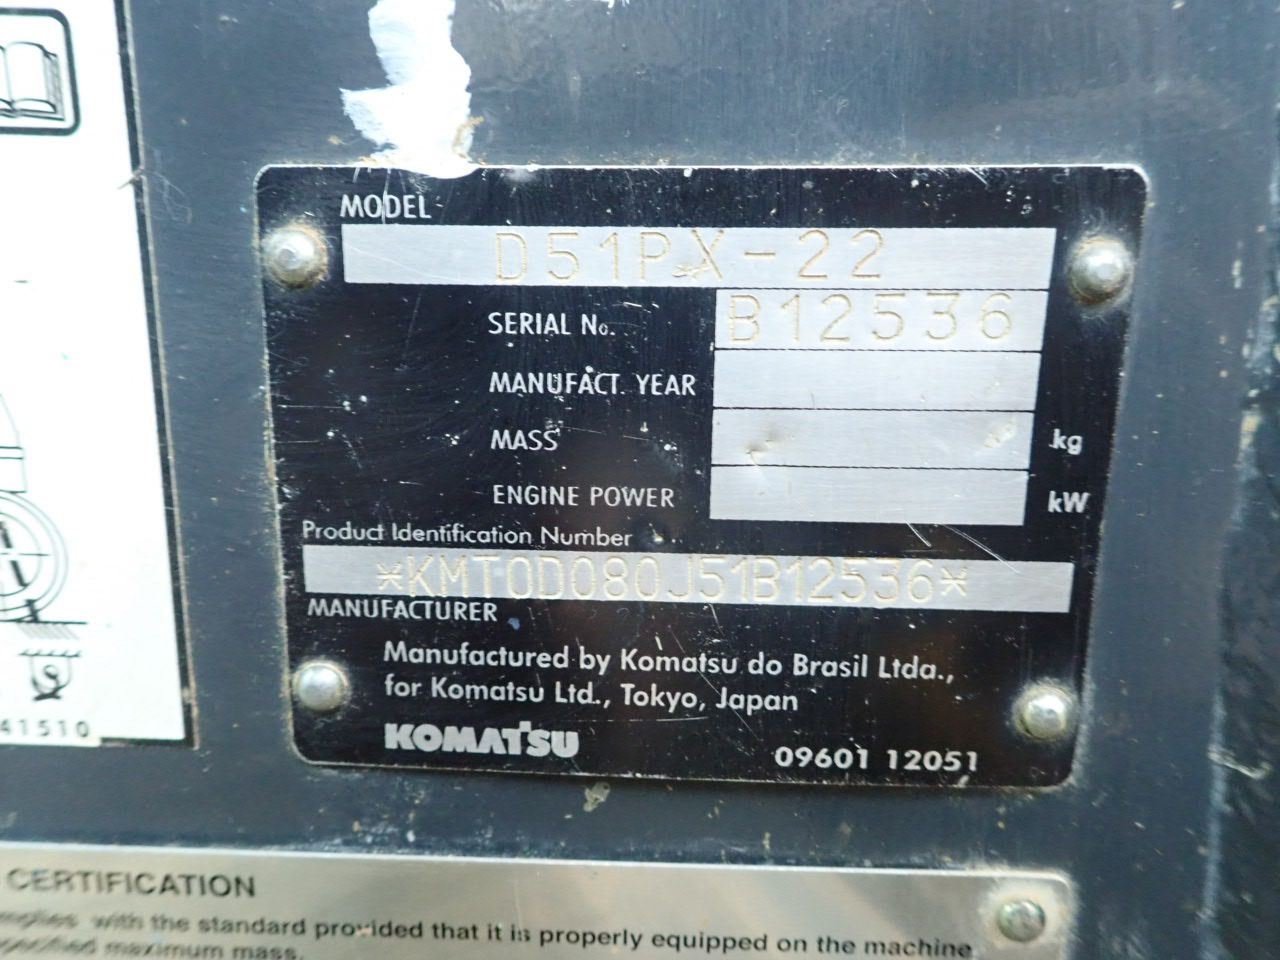 MODEL
D51PX-22
SERIAL No.
B12536
MANUFACT. YEAR
MASS
kg
ENGINE POWER
kW
Product Identification Number
*KMT0D080J51B12536*
MANUFACTURER
Manufactured by Komatsu do Brasil Ltda.,
for Komatsu Ltd., Tokyo, Japan
KOMATSU
09601 12051
41510
CERTIFICATION
with the standard provided that it is properly equipped on the machine
maximum mass.